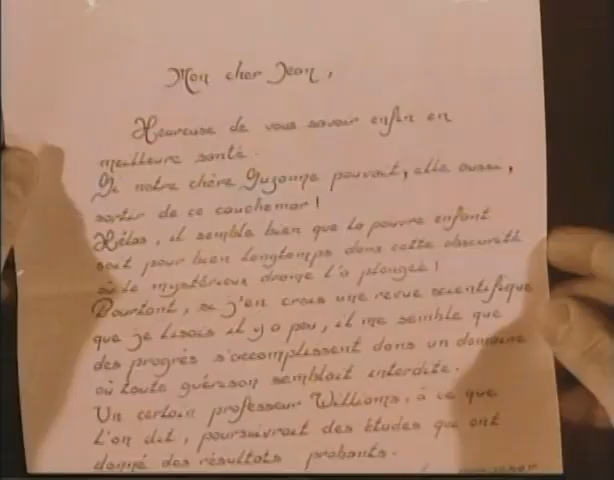 Mon cher Jean,
Heureuse de vous savoir enfin en
meilleure santé.
Si notre chère Suzanne pouvait, elle aussi,
sortir de ce cauchemar !
Hélas, il semble bien que la pauvre enfant
soit pour bien longtemps dans cette obscurité
où le mystérieux drame l'a plongée !
Pourtant, si j'en crois une revue scientifique
que je lisais il y a peu, il me semble que
des progrès s'accomplissent dans un domaine
où toute guérison semblait interdite.
Un certain professeur Williams, à ce que
l'on dit, poursuivrait des études qui ont
donné des résultats probants.